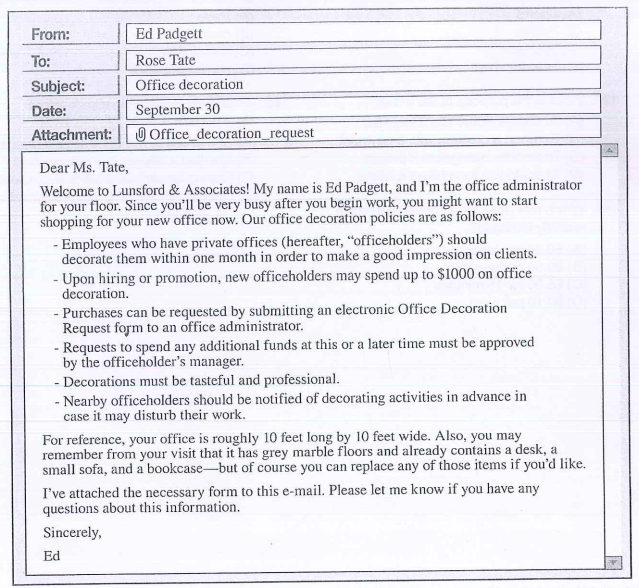 From: Ed Padgett
To: Rose Tate
Subject: Office decoration
Date: September 30
Attachment: Office_decoration_request
Dear Ms. Tate,
Welcome to Lunsford & Associates! My name is Ed Padgett, and I'm the office administrator
for your floor. Since you'll be very busy after you begin work, you might want to start
shopping for your new office now. Our office decoration policies are as follows:
- Employees who have private offices (hereafter, "officeholders") should
decorate them within one month in order to make a good impression on clients.
- Upon hiring or promotion, new officeholders may spend up to $1000 on office
decoration.
- Purchases can be requested by submitting an electronic Office Decoration
Request form to an office administrator.
- Requests to spend any additional funds at this or a later time must be approved
by the officeholder's manager.
- Decorations must be tasteful and professional.
- Nearby officeholders should be notified of decorating activities in advance in
case it may disturb their work.
For reference, your office is roughly 10 feet long by 10 feet wide. Also, you may
remember from your visit that it has grey marble floors and already contains a desk, a
small sofa, and a bookcase—but of course you can replace any of those items if you'd like.
I've attached the necessary form to this e-mail. Please let me know if you have any
questions about this information.
Sincerely,
Ed